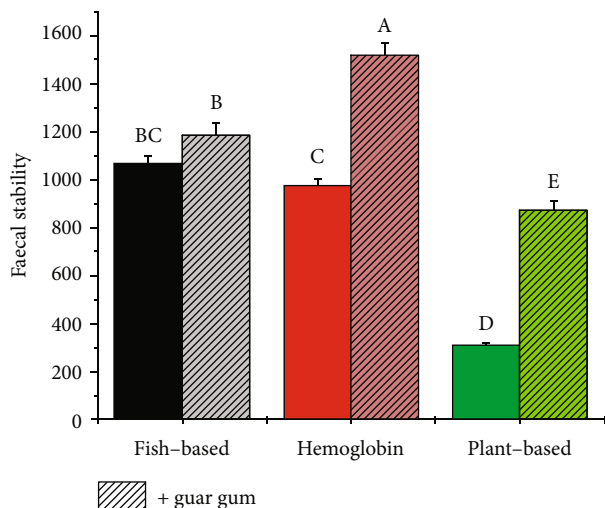 1600
1400
1200
1000
800
600
400
200
0
Faecal stability
BC
B
C
A
D
E
Fish–based
Hemoglobin
Plant–based
+ guar gum